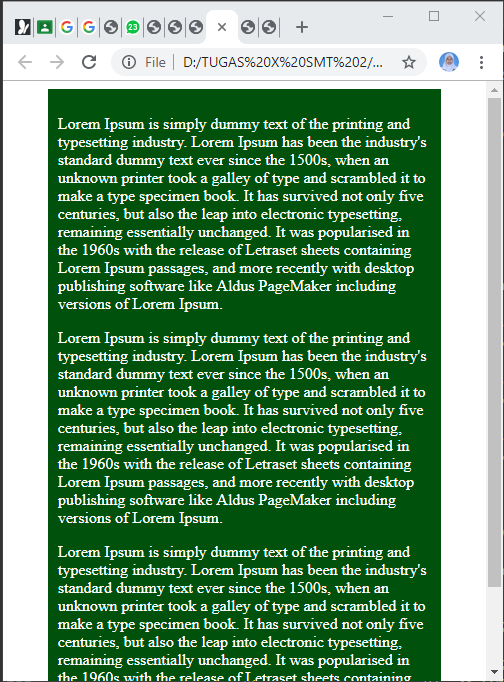 23
File
D:/TUGAS%20X%20SMT%202/...
Lorem Ipsum is simply dummy text of the printing and
typesetting industry. Lorem Ipsum has been the industry's
standard dummy text ever since the 1500s, when an
unknown printer took a galley of type and scrambled it to
make a type specimen book. It has survived not only five
centuries, but also the leap into electronic typesetting,
remaining essentially unchanged. It was popularised in
the 1960s with the release of Letraset sheets containing
Lorem Ipsum passages, and more recently with desktop
publishing software like Aldus PageMaker including
versions of Lorem Ipsum.
Lorem Ipsum is simply dummy text of the printing and
typesetting industry. Lorem Ipsum has been the industry's
standard dummy text ever since the 1500s, when an
unknown printer took a galley of type and scrambled it to
make a type specimen book. It has survived not only five
centuries, but also the leap into electronic typesetting,
remaining essentially unchanged. It was popularised in
the 1960s with the release of Letraset sheets containing
Lorem Ipsum passages, and more recently with desktop
publishing software like Aldus PageMaker including
versions of Lorem Ipsum.
Lorem Ipsum is simply dummy text of the printing and
typesetting industry. Lorem Ipsum has been the industry's
standard dummy text ever since the 1500s, when an
unknown printer took a galley of type and scrambled it to
make a type specimen book. It has survived not only five
centuries, but also the leap into electronic typesetting,
remaining essentially unchanged. It was popularised in
the 1960s with the release of Letraset sheets containing